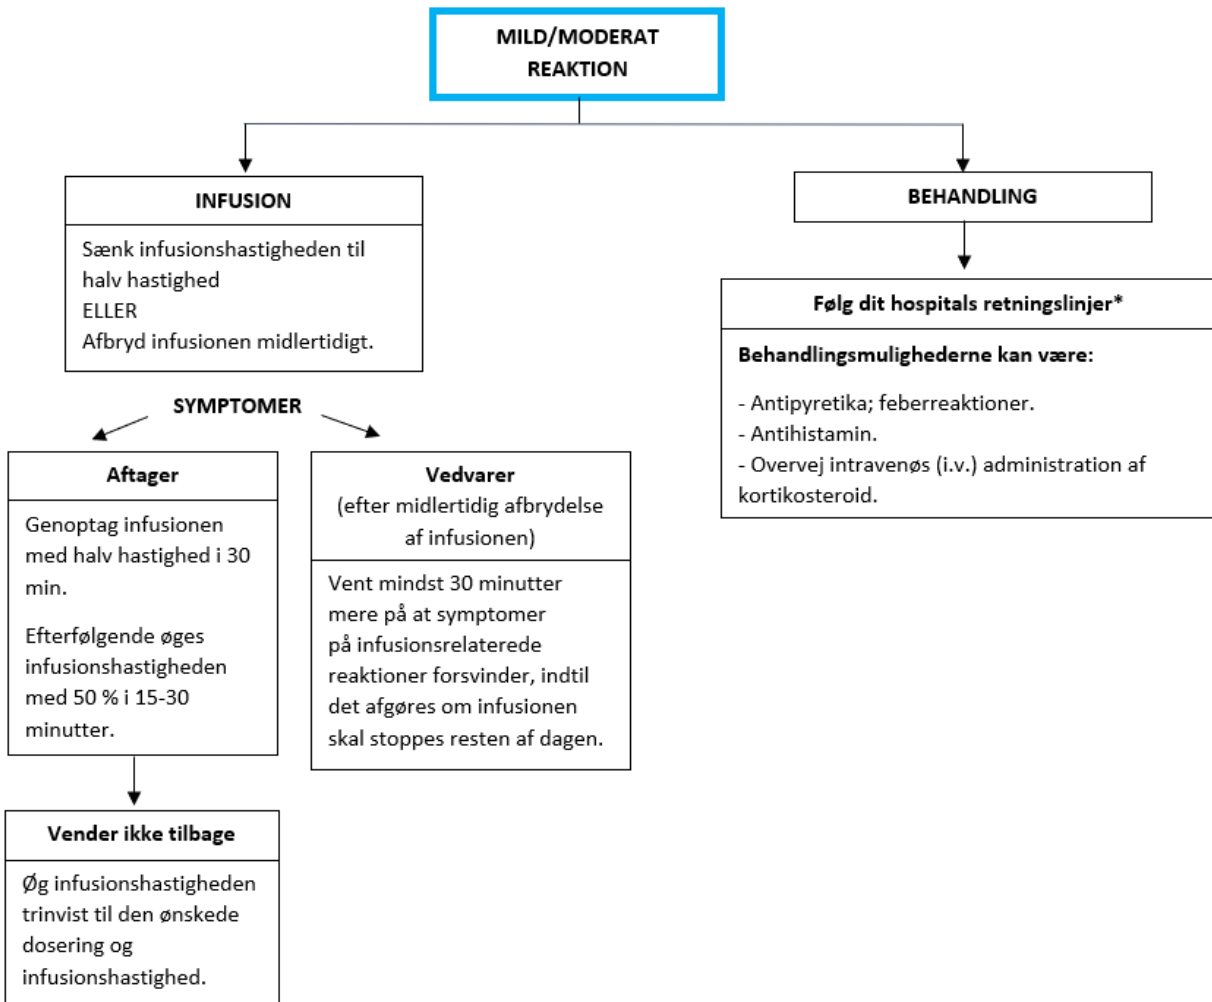 MILD/MODERAT
REAKTION
INFUSION
Sænk infusionshastigheden til
halv hastighed
ELLER
Afbryd infusionen midlertidigt.
SYMPTOMER
Aftager
Genoptag infusionen
med halv hastighed i 30
min.
Efterfølgende øges
infusionshastigheden
med 50 % i 15-30
minutter.
Vedvarer
(efter midlertidig afbrydelse
af infusionen)
Vent mindst 30 minutter
mere på at symptomer
på infusionsrelaterede
reaktioner forsvinder, indtil
det afgøres om infusionen
skal stoppes resten af dagen.
Vender ikke tilbage
Øg infusionshastigheden
trinvist til den ønskede
dosering og
infusionshastighed.
BEHANDLING
Følg dit hospitals retningslinjer*
Behandlingsmulighederne kan være:
- Antipyretika; feberreaktioner.
- Antihistamin.
- Overvej intravenøs (i.v.) administration af
kortikosteroid.